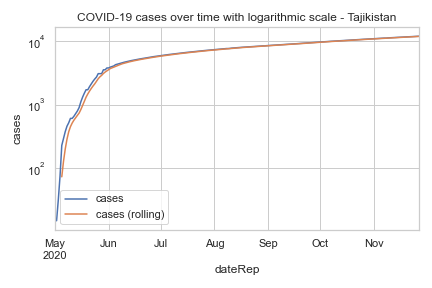 COVID-19 cases over time with logarithmic scale - Tajikistan
cases
10^4
10^3
10^2
cases
cases (rolling)
May Jun Jul Aug Sep Oct Nov
2020
dateRep